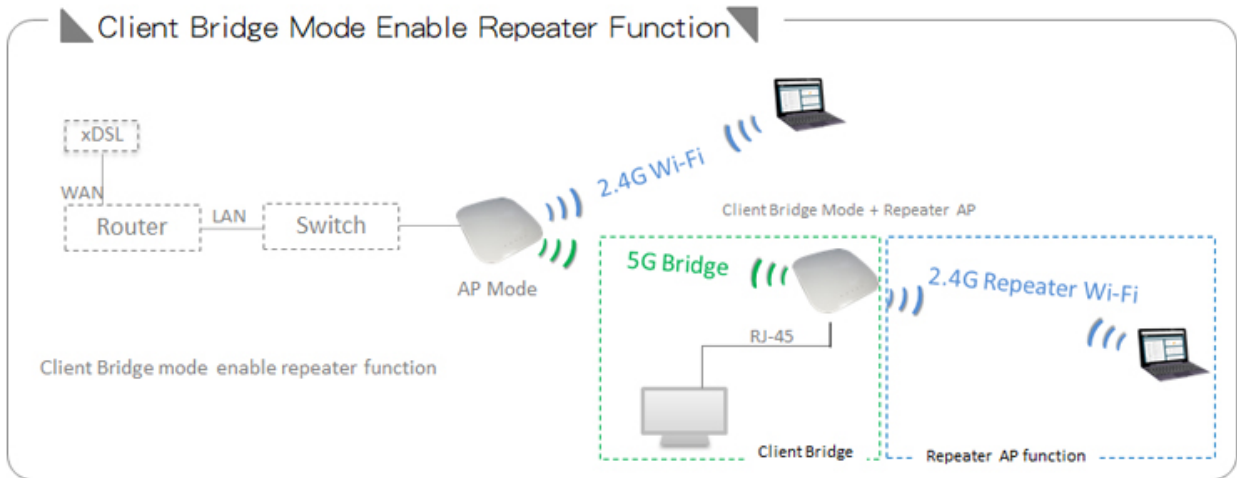 Client Bridge Mode Enable Repeater Function
xDSL
WAN
Router
LAN
Switch
AP Mode
2.4G Wi-Fi
Client Bridge Mode + Repeater AP
5G Bridge
2.4G Repeater Wi-Fi
RJ-45
Client Bridge mode enable repeater function
Client Bridge
Repeater AP function